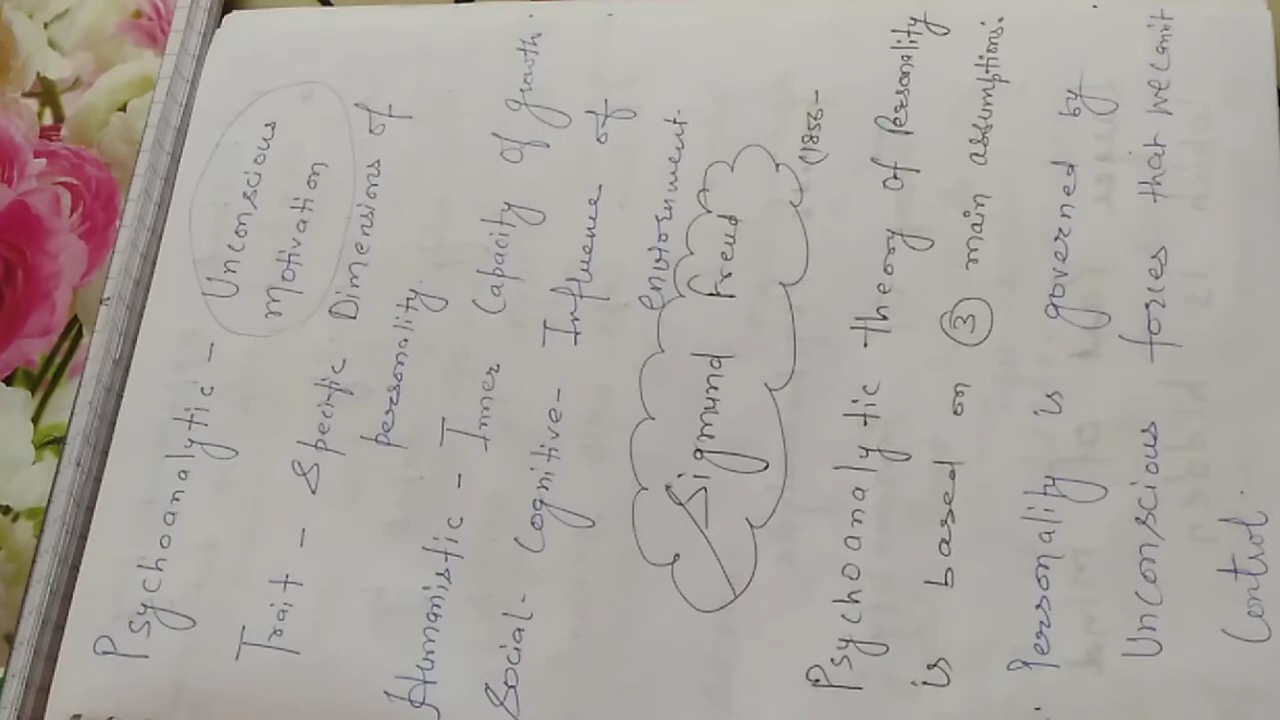 Psychoanalytic - Unconscious
Motivation
Trait - Specific Dimensions of
personality.
Humanistic - Inner Capacity of growth.
Social - Cognitive - Influence of
enviornment.
Sigmund Freud
(1856-
Psychoanalytic theory of Personality
is based on 3 main assumptions:
. Personality is governed by
Unconscious forces that we can't
Control.